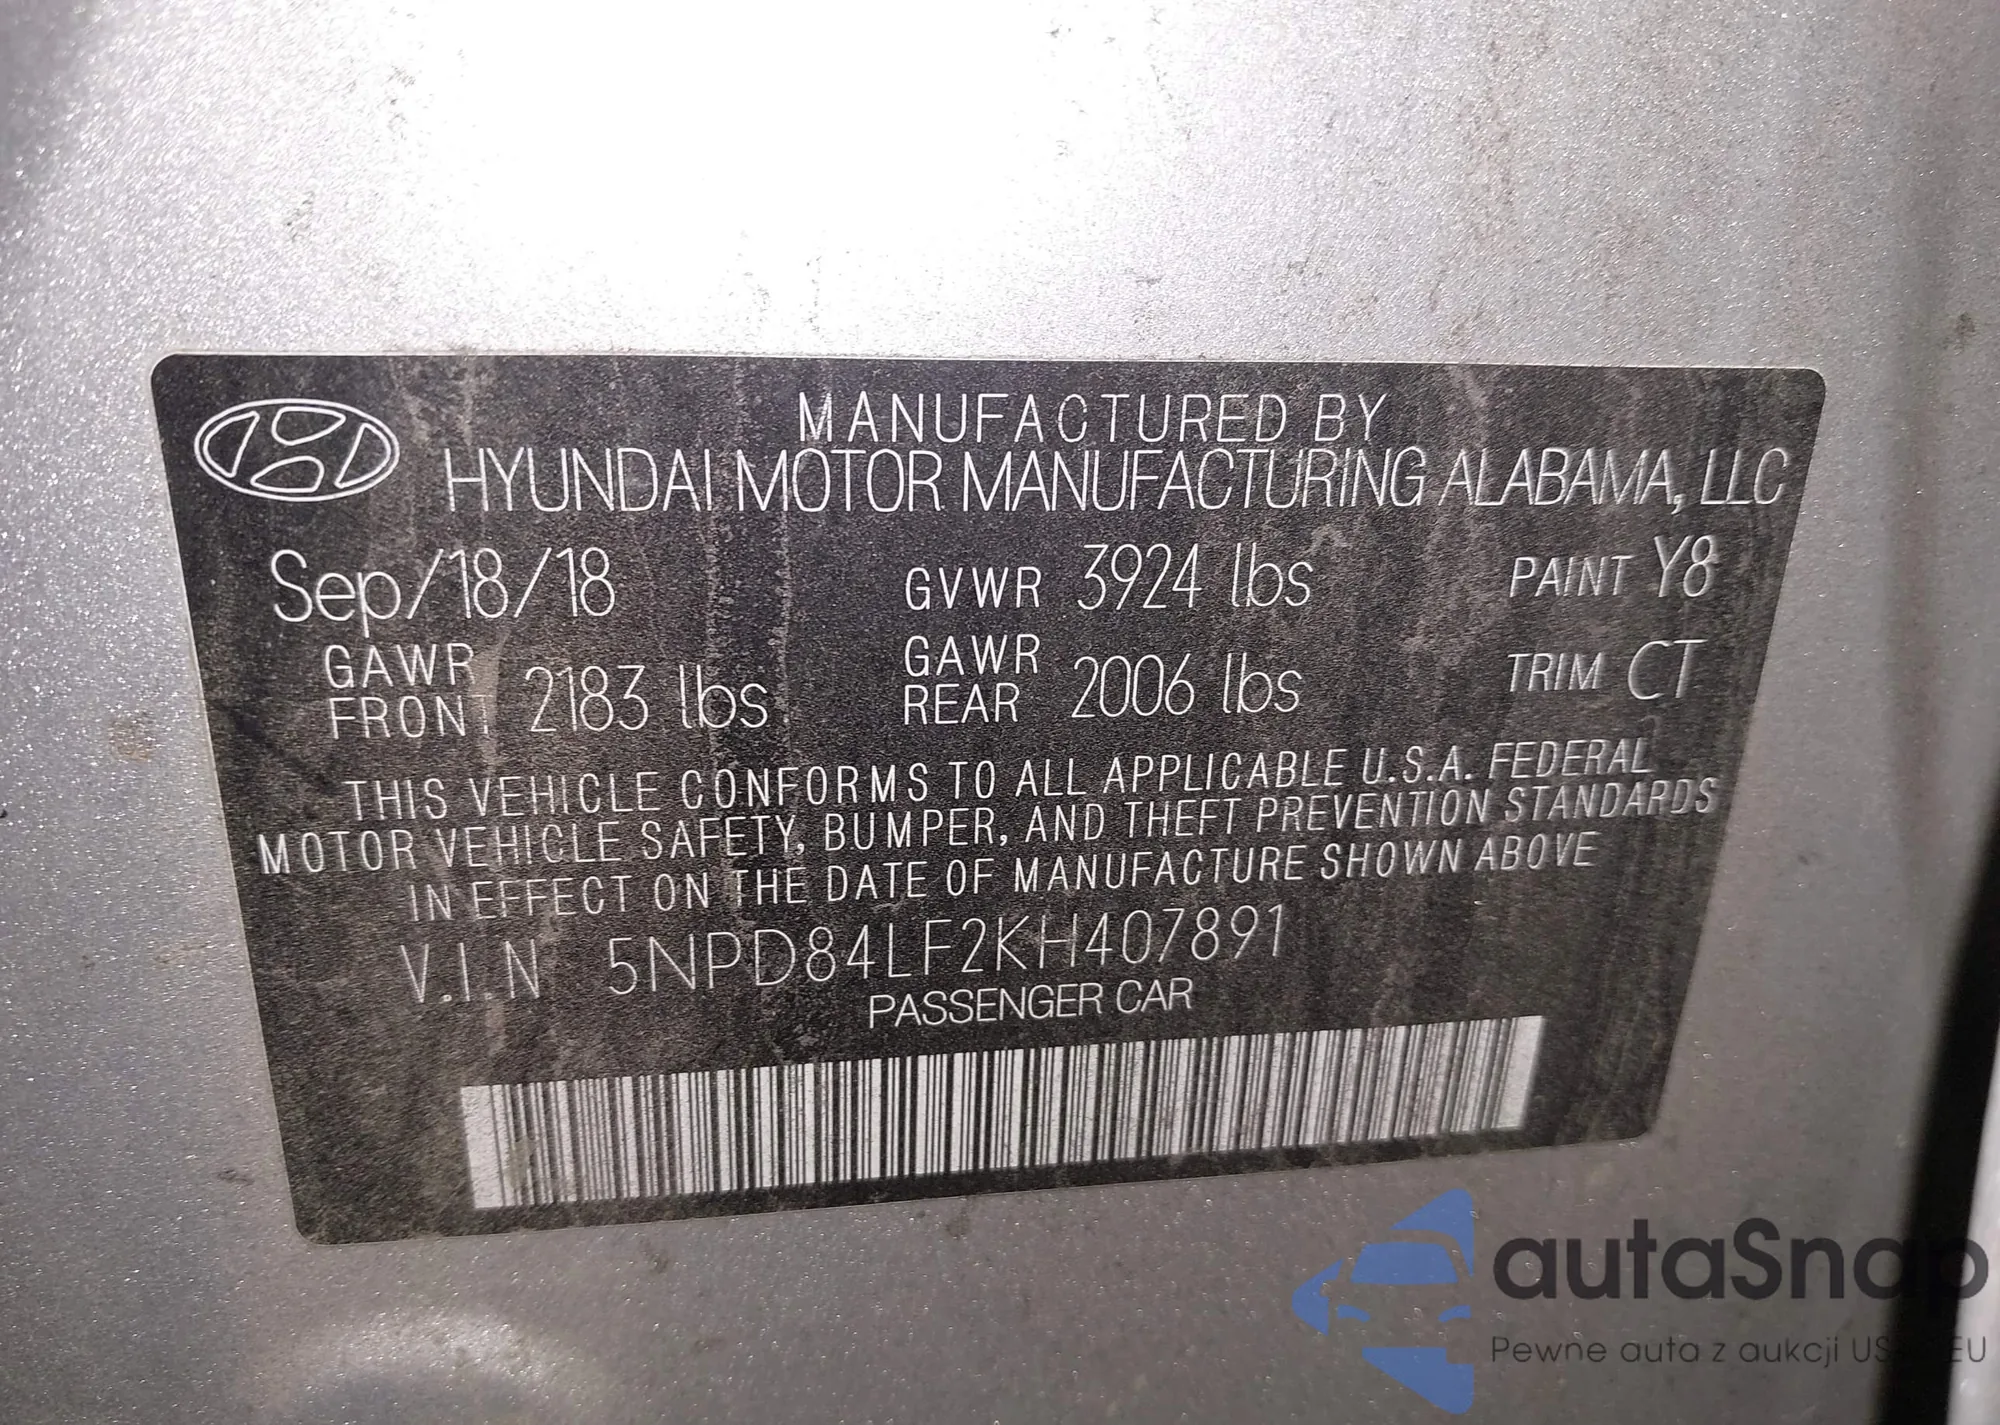 MANUFACTURED BY
HYUNDAI MOTOR MANUFACTURING ALABAMA, LLC
Sep/18/18 GVWR 3924 lbs PAINT Y8
GAWR FRONT 2183 lbs GAWR REAR 2006 lbs TRIM CT
THIS VEHICLE CONFORMS TO ALL APPLICABLE U.S.A. FEDERAL
MOTOR VEHICLE SAFETY, BUMPER, AND THEFT PREVENTION STANDARDS
IN EFFECT ON THE DATE OF MANUFACTURE SHOWN ABOVE
V.I.N 5NPD84LF2KH407891
PASSENGER CAR
autaSnap
Pewne auta z aukcji EU